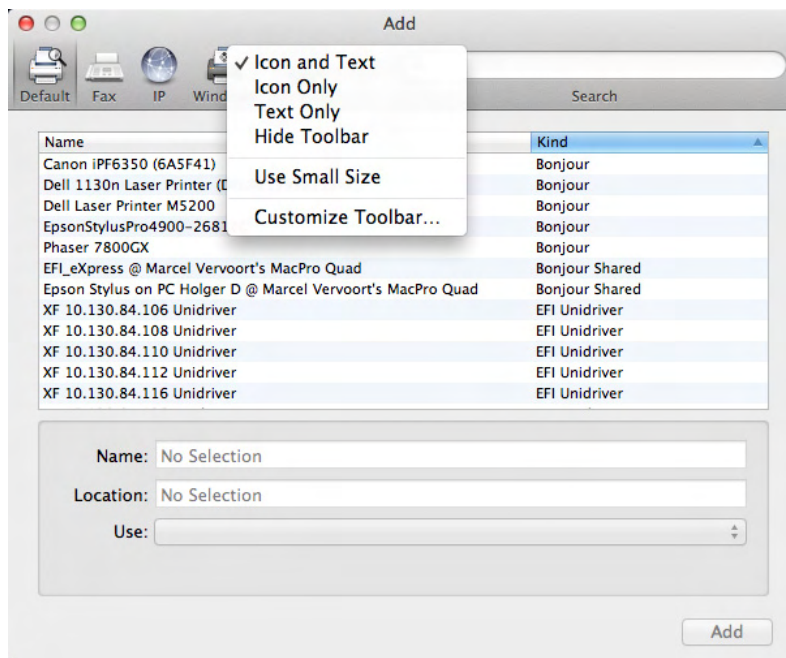 Add
Default Fax IP Wind
Search
✓ Icon and Text
Icon Only
Text Only
Hide Toolbar
Use Small Size
Customize Toolbar...
Name Kind
Canon iPF6350 (6A5F41) Bonjour
Dell 1130n Laser Printer (D Bonjour
Dell Laser Printer M5200 Bonjour
EpsonStylusPro4900-2681 Bonjour
Phaser 7800GX Bonjour
EFI_eXpress @ Marcel Vervoort's MacPro Quad Bonjour Shared
Epson Stylus on PC Holger D @ Marcel Vervoort's MacPro Quad Bonjour Shared
XF 10.130.84.106 Unidriver EFI Unidriver
XF 10.130.84.108 Unidriver EFI Unidriver
XF 10.130.84.110 Unidriver EFI Unidriver
XF 10.130.84.112 Unidriver EFI Unidriver
XF 10.130.84.116 Unidriver EFI Unidriver
Name: No Selection
Location: No Selection
Use:
Add